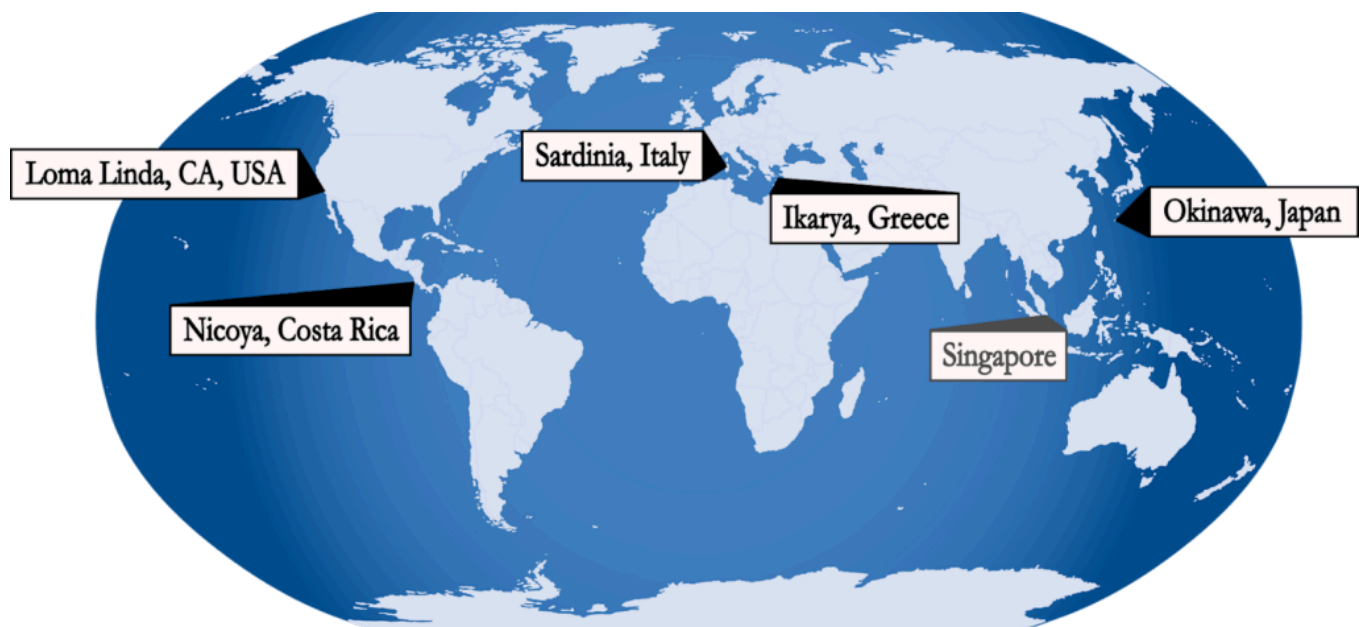 Loma Linda, CA, USA
Sardinia, Italy
Ikarya, Greece
Okinawa, Japan
Nicoya, Costa Rica
Singapore